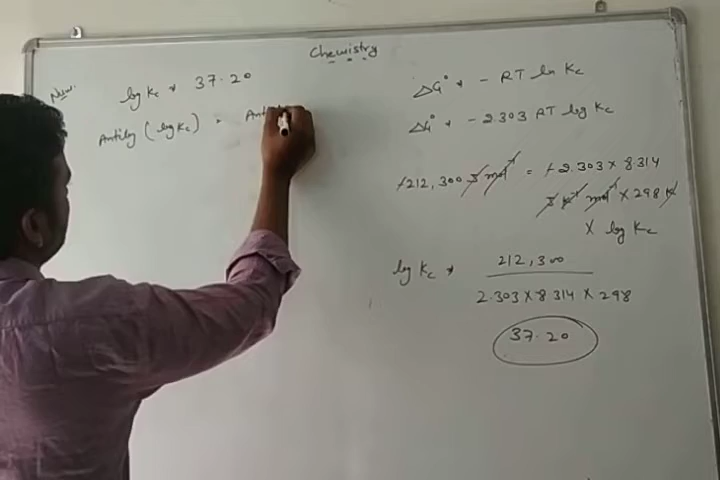 Chemistry
Now.
log Kc = 37.20
Antilog (log Kc) = Ant
ΔG° = - RT ln Kc
ΔG° = - 2.303 RT log Kc
-212,300 J mol⁻¹ = -2.303 × 8.314
J K⁻¹ mol⁻¹ × 298 K
× log Kc
log Kc = 212,300
2.303 × 8.314 × 298
37.20